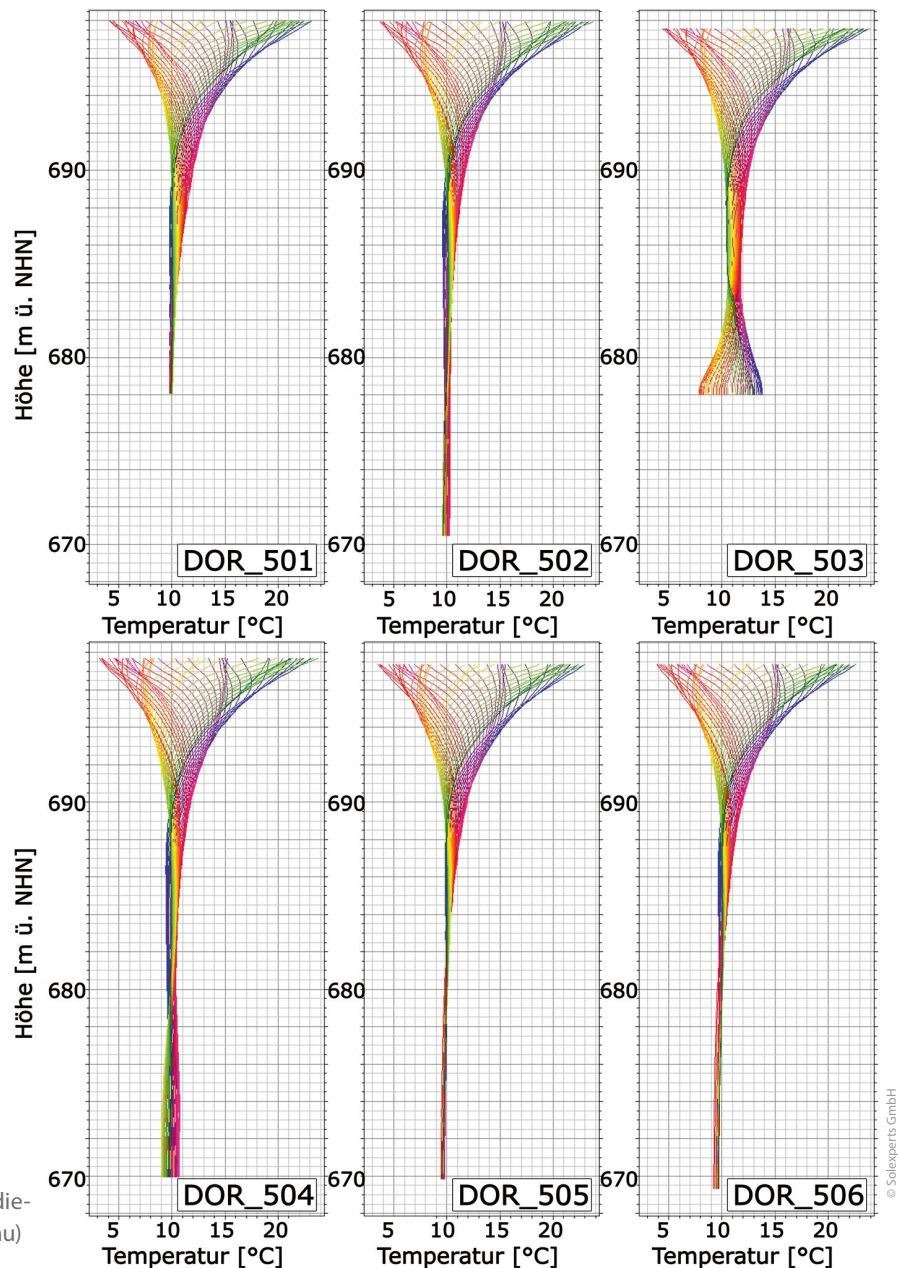 Höhe [m ü. NHN]
690
680
670
5 10 15 20
Temperatur [°C]
DOR_501
690
680
670
5 10 15 20
Temperatur [°C]
DOR_502
690
680
670
5 10 15 20
Temperatur [°C]
DOR_503
Höhe [m ü. NHN]
690
680
670
5 10 15 20
Temperatur [°C]
DOR_504
690
680
670
5 10 15 20
Temperatur [°C]
DOR_505
690
680
670
5 10 15 20
Temperatur [°C]
DOR_506
© Solexperts GmbH
die-
au)